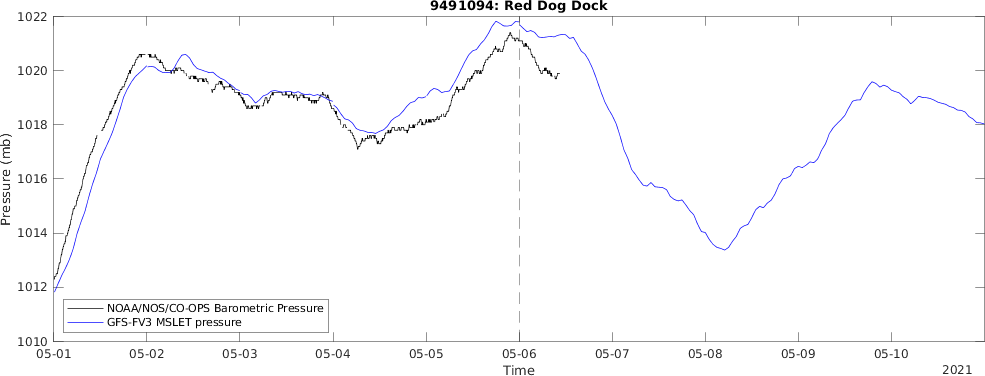 9491094: Red Dog Dock
1022
1020
1018
1016
1014
1012
1010
Pressure (mb)
NOAA/NOS/CO-OPS Barometric Pressure
GFS-FV3 MSLET pressure
05-01 05-02 05-03 05-04 05-05 05-06 05-07 05-08 05-09 05-10
Time
2021